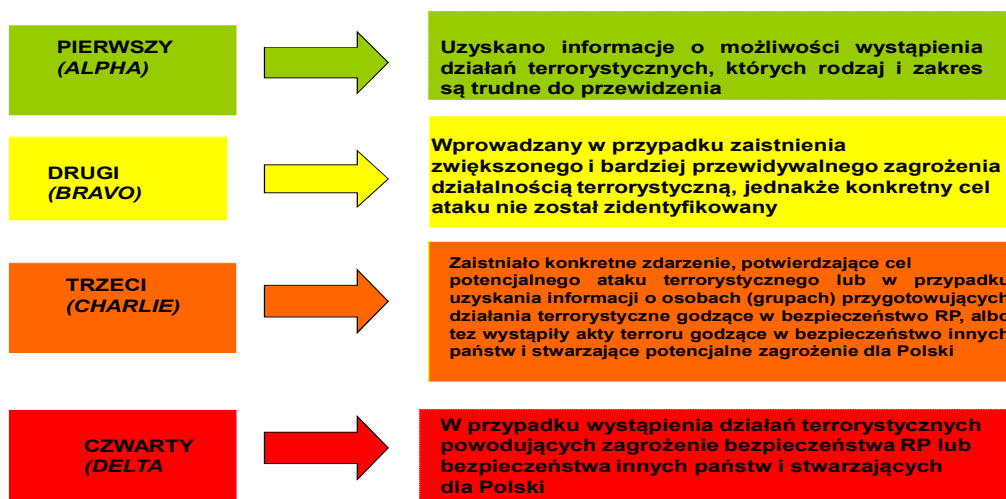 PIERWSZY
(ALPHA)
Uzyskano informacje o możliwości wystąpienia
działań terrorystycznych, których rodzaj i zakres
są trudne do przewidzenia
DRUGI
(BRAVO)
Wprowadzany w przypadku zaistnienia
zwiększonego i bardziej przewidywalnego zagrożenia
działalnością terrorystyczną, jednakże konkretny cel
ataku nie został zidentyfikowany
TRZECI
(CHARLIE)
Zaistniało konkretne zdarzenie, potwierdzające cel
potencjalnego ataku terrorystycznego lub w przypadku
uzyskania informacji o osobach (grupach) przygotowujących
działania terrorystyczne godzące w bezpieczeństwo RP, albo
tez wystąpiły akty terroru godzące w bezpieczeństwo innych
państw i stwarzające potencjalne zagrożenie dla Polski
CZWARTY
(DELTA
W przypadku wystąpienia działań terrorystycznych
powodujących zagrożenie bezpieczeństwa RP lub
bezpieczeństwa innych państw i stwarzających
dla Polski